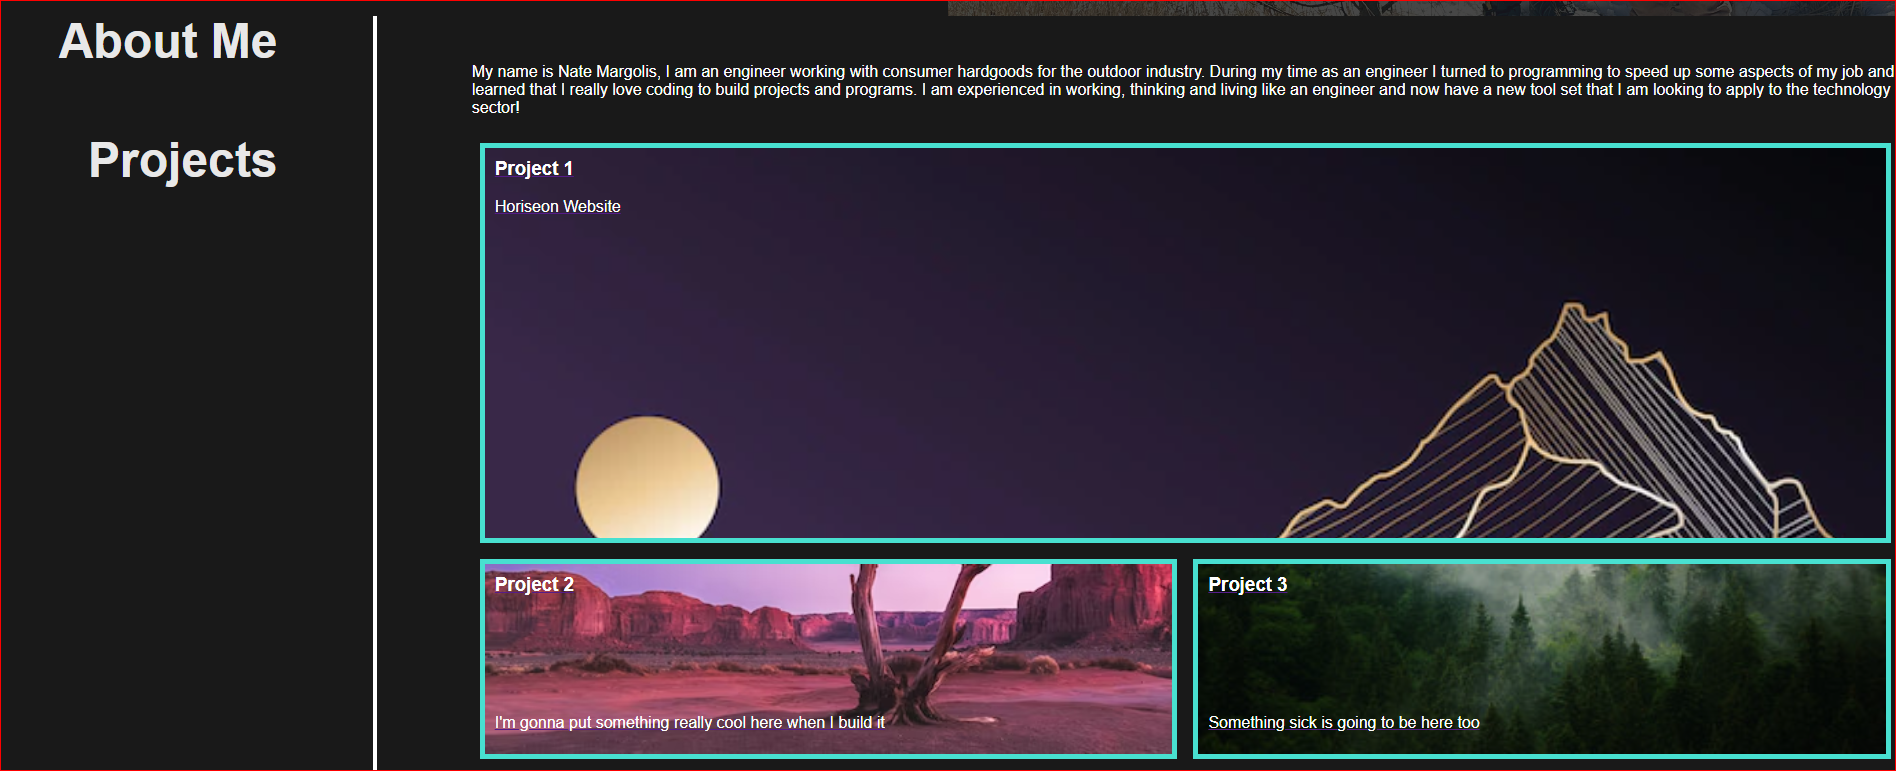 About Me
My name is Nate Margolis, I am an engineer working with consumer hardgoods for the outdoor industry. During my time as an engineer I turned to programming to speed up some aspects of my job and
learned that I really love coding to build projects and programs. I am experienced in working, thinking and living like an engineer and now have a new tool set that I am looking to apply to the technology
sector!
Projects
Project 1
Horiseon Website
Project 2
I'm gonna put something really cool here when I build it
Project 3
Something sick is going to be here too